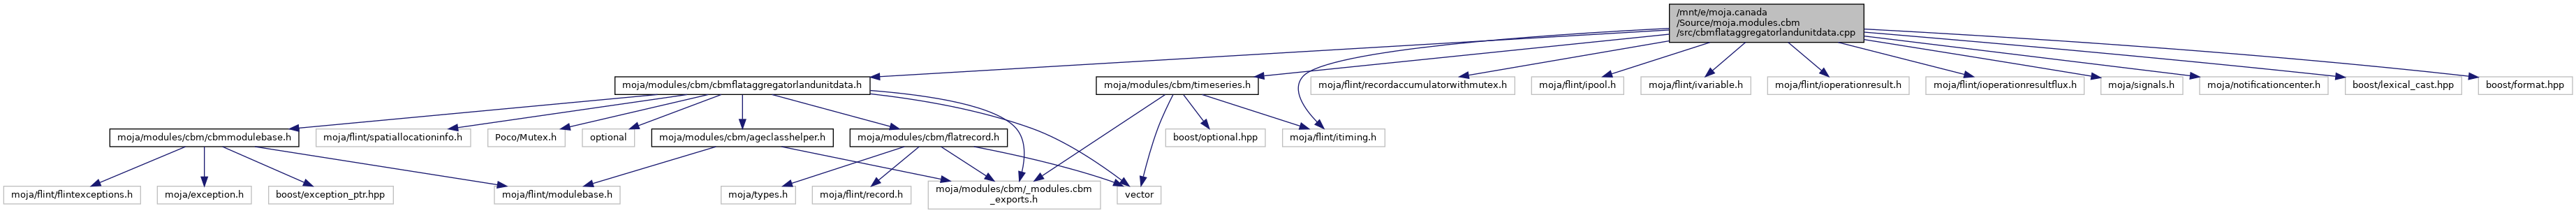 /mnt/e/moja.canada
/Source/moja.modules.cbm
/src/cbmflataggregatorlandunitdata.cpp
moja/modules/cbm/cbmflataggregatorlandunitdata.h
moja/modules/cbm/timeseries.h
moja/flint/recordaccumulatorwithmutex.h
moja/flint/ipool.h
moja/flint/ivariable.h
moja/flint/ioperationresult.h
moja/flint/ioperationresultflux.h
moja/signals.h
moja/notificationcenter.h
boost/lexical_cast.hpp
boost/format.hpp
moja/modules/cbm/cbmmodulebase.h
moja/flint/spatiallocationinfo.h
Poco/Mutex.h
optional
moja/modules/cbm/ageclasshelper.h
moja/modules/cbm/flatrecord.h
boost/optional.hpp
moja/flint/itiming.h
moja/flint/flintexceptions.h
moja/exception.h
boost/exception_ptr.hpp
moja/flint/modulebase.h
moja/types.h
moja/flint/record.h
moja/modules/cbm/_modules.cbm
_exports.h
vector